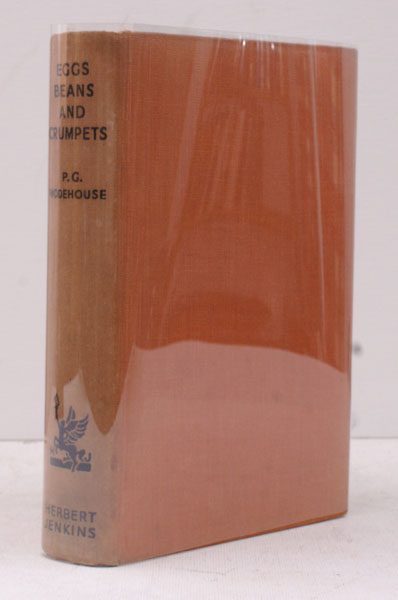 EGGS
BEANS
AND
CRUMPETS
P.G.
WODEHOUSE
HERBERT
JENKINS